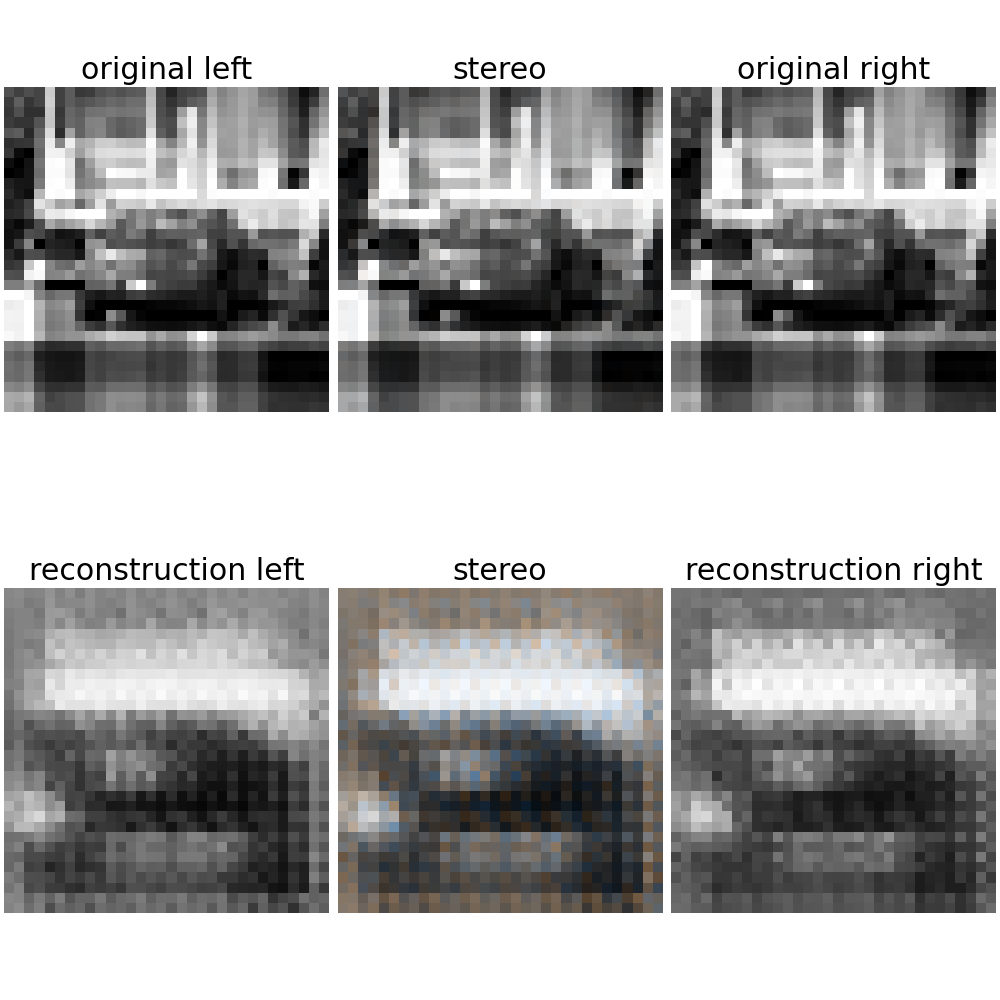 original left
stereo
original right
reconstruction left
stereo
reconstruction right